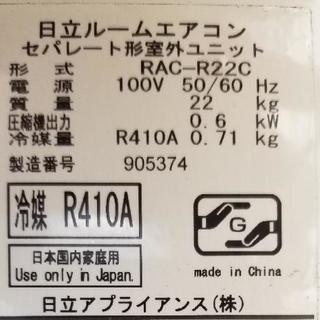 日立ルームエアコン
セパレート形室外ユニット
形式 RAC-R22C
電源 100V 50/60 Hz
質量 22 kg
圧縮機出力 0.6 kW
冷媒量 R410A 0.71 kg
製造番号 905374
冷媒 R410A
G
日本国内家庭用
Use only in Japan.
made in China
日立アプライアンス(株)